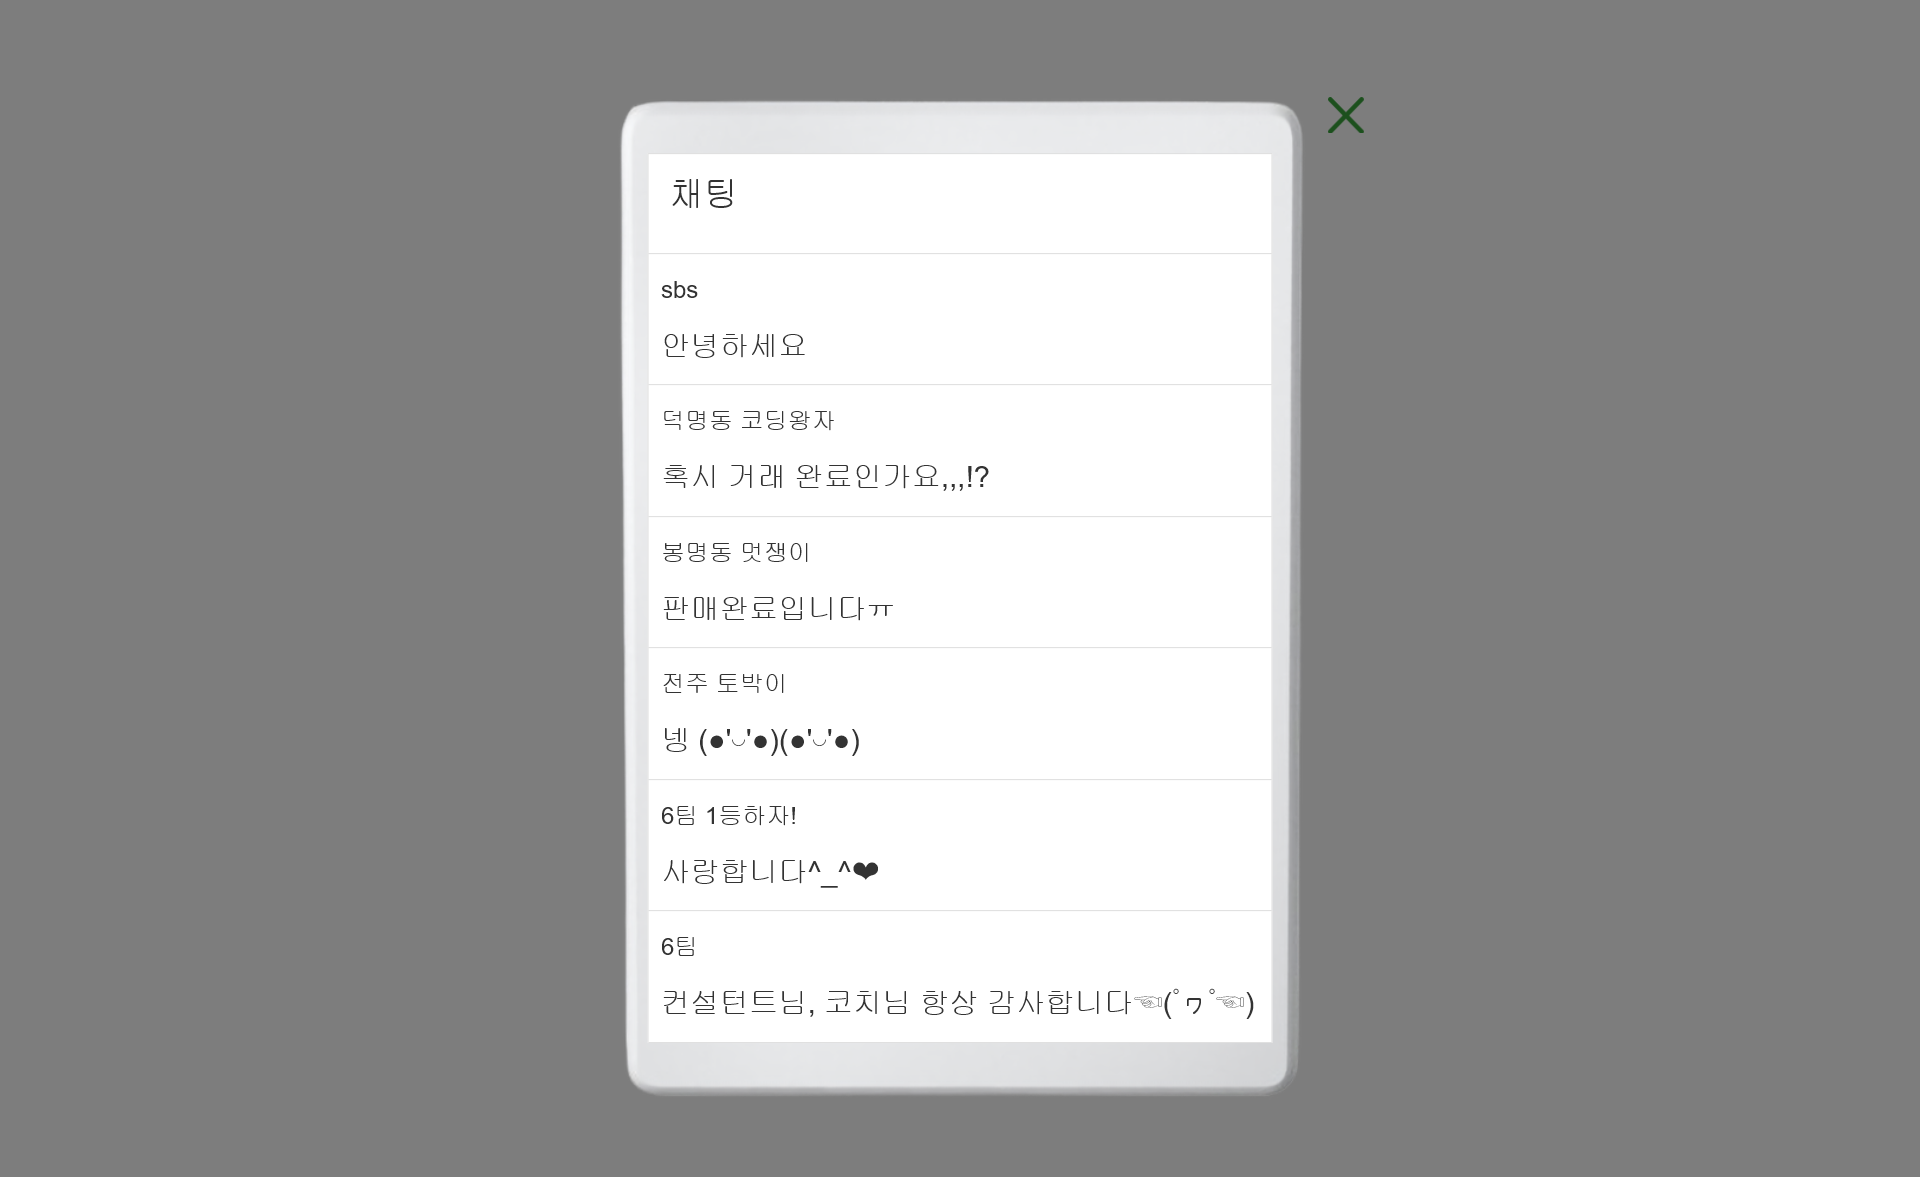 채팅
sbs
안녕하세요
덕명동 코딩왕자
혹시 거래 완료인가요,,,!?
봉명동 멋쟁이
판매완료입니다ㅠ
전주 토박이
넹 (●'◡'●)(●'◡'●)
6팀 1등하자!
사랑합니다^_^❤
6팀
컨설턴트님, 코치님 항상 감사합니다☜(ﾟヮﾟ☜)